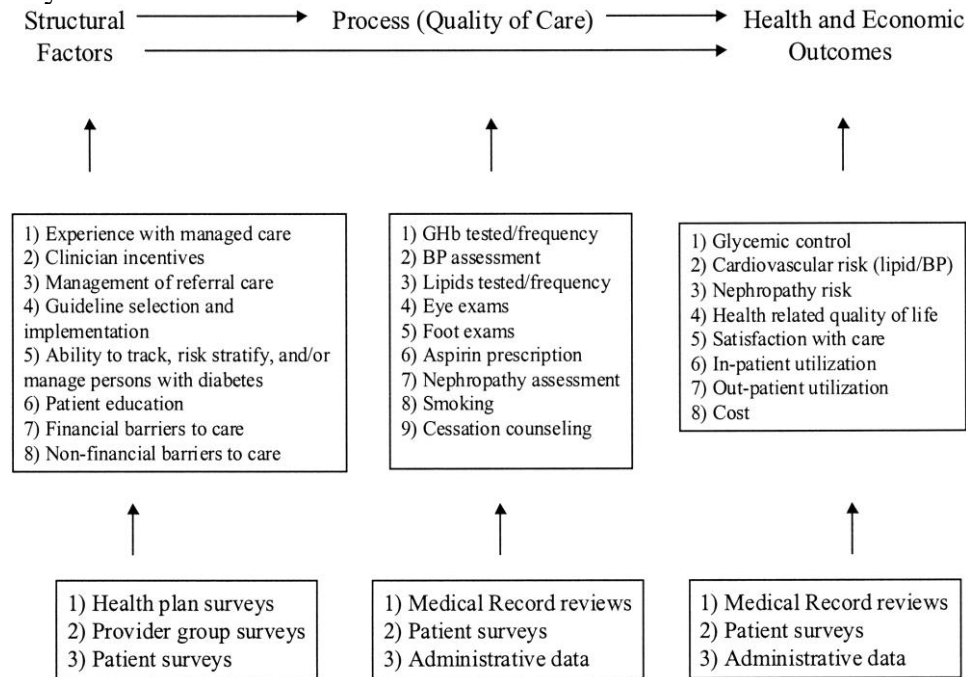 Structural
Factors
Process (Quality of Care)
Health and Economic
Outcomes
1) Experience with managed care
2) Clinician incentives
3) Management of referral care
4) Guideline selection and
implementation
5) Ability to track, risk stratify, and/or
manage persons with diabetes
6) Patient education
7) Financial barriers to care
8) Non-financial barriers to care
1) GHb tested/frequency
2) BP assessment
3) Lipids tested/frequency
4) Eye exams
5) Foot exams
6) Aspirin prescription
7) Nephropathy assessment
8) Smoking
9) Cessation counseling
1) Glycemic control
2) Cardiovascular risk (lipid/BP)
3) Nephropathy risk
4) Health related quality of life
5) Satisfaction with care
6) In-patient utilization
7) Out-patient utilization
8) Cost
1) Health plan surveys
2) Provider group surveys
3) Patient surveys
1) Medical Record reviews
2) Patient surveys
3) Administrative data
1) Medical Record reviews
2) Patient surveys
3) Administrative data